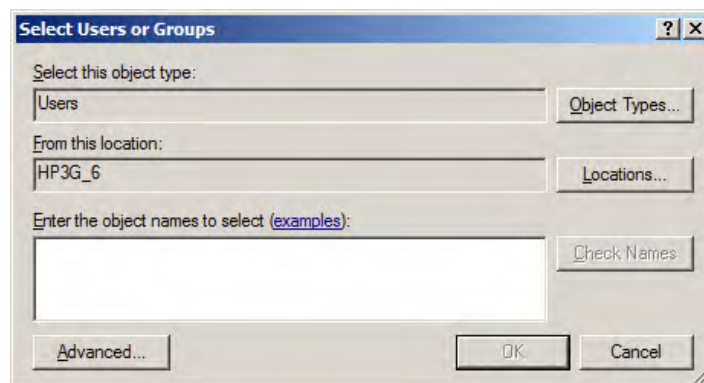 Select Users or Groups
Select this object type:
Users
Object Types...
From this location:
HP3G_6
Locations...
Enter the object names to select (examples):
Check Names
Advanced...
OK
Cancel